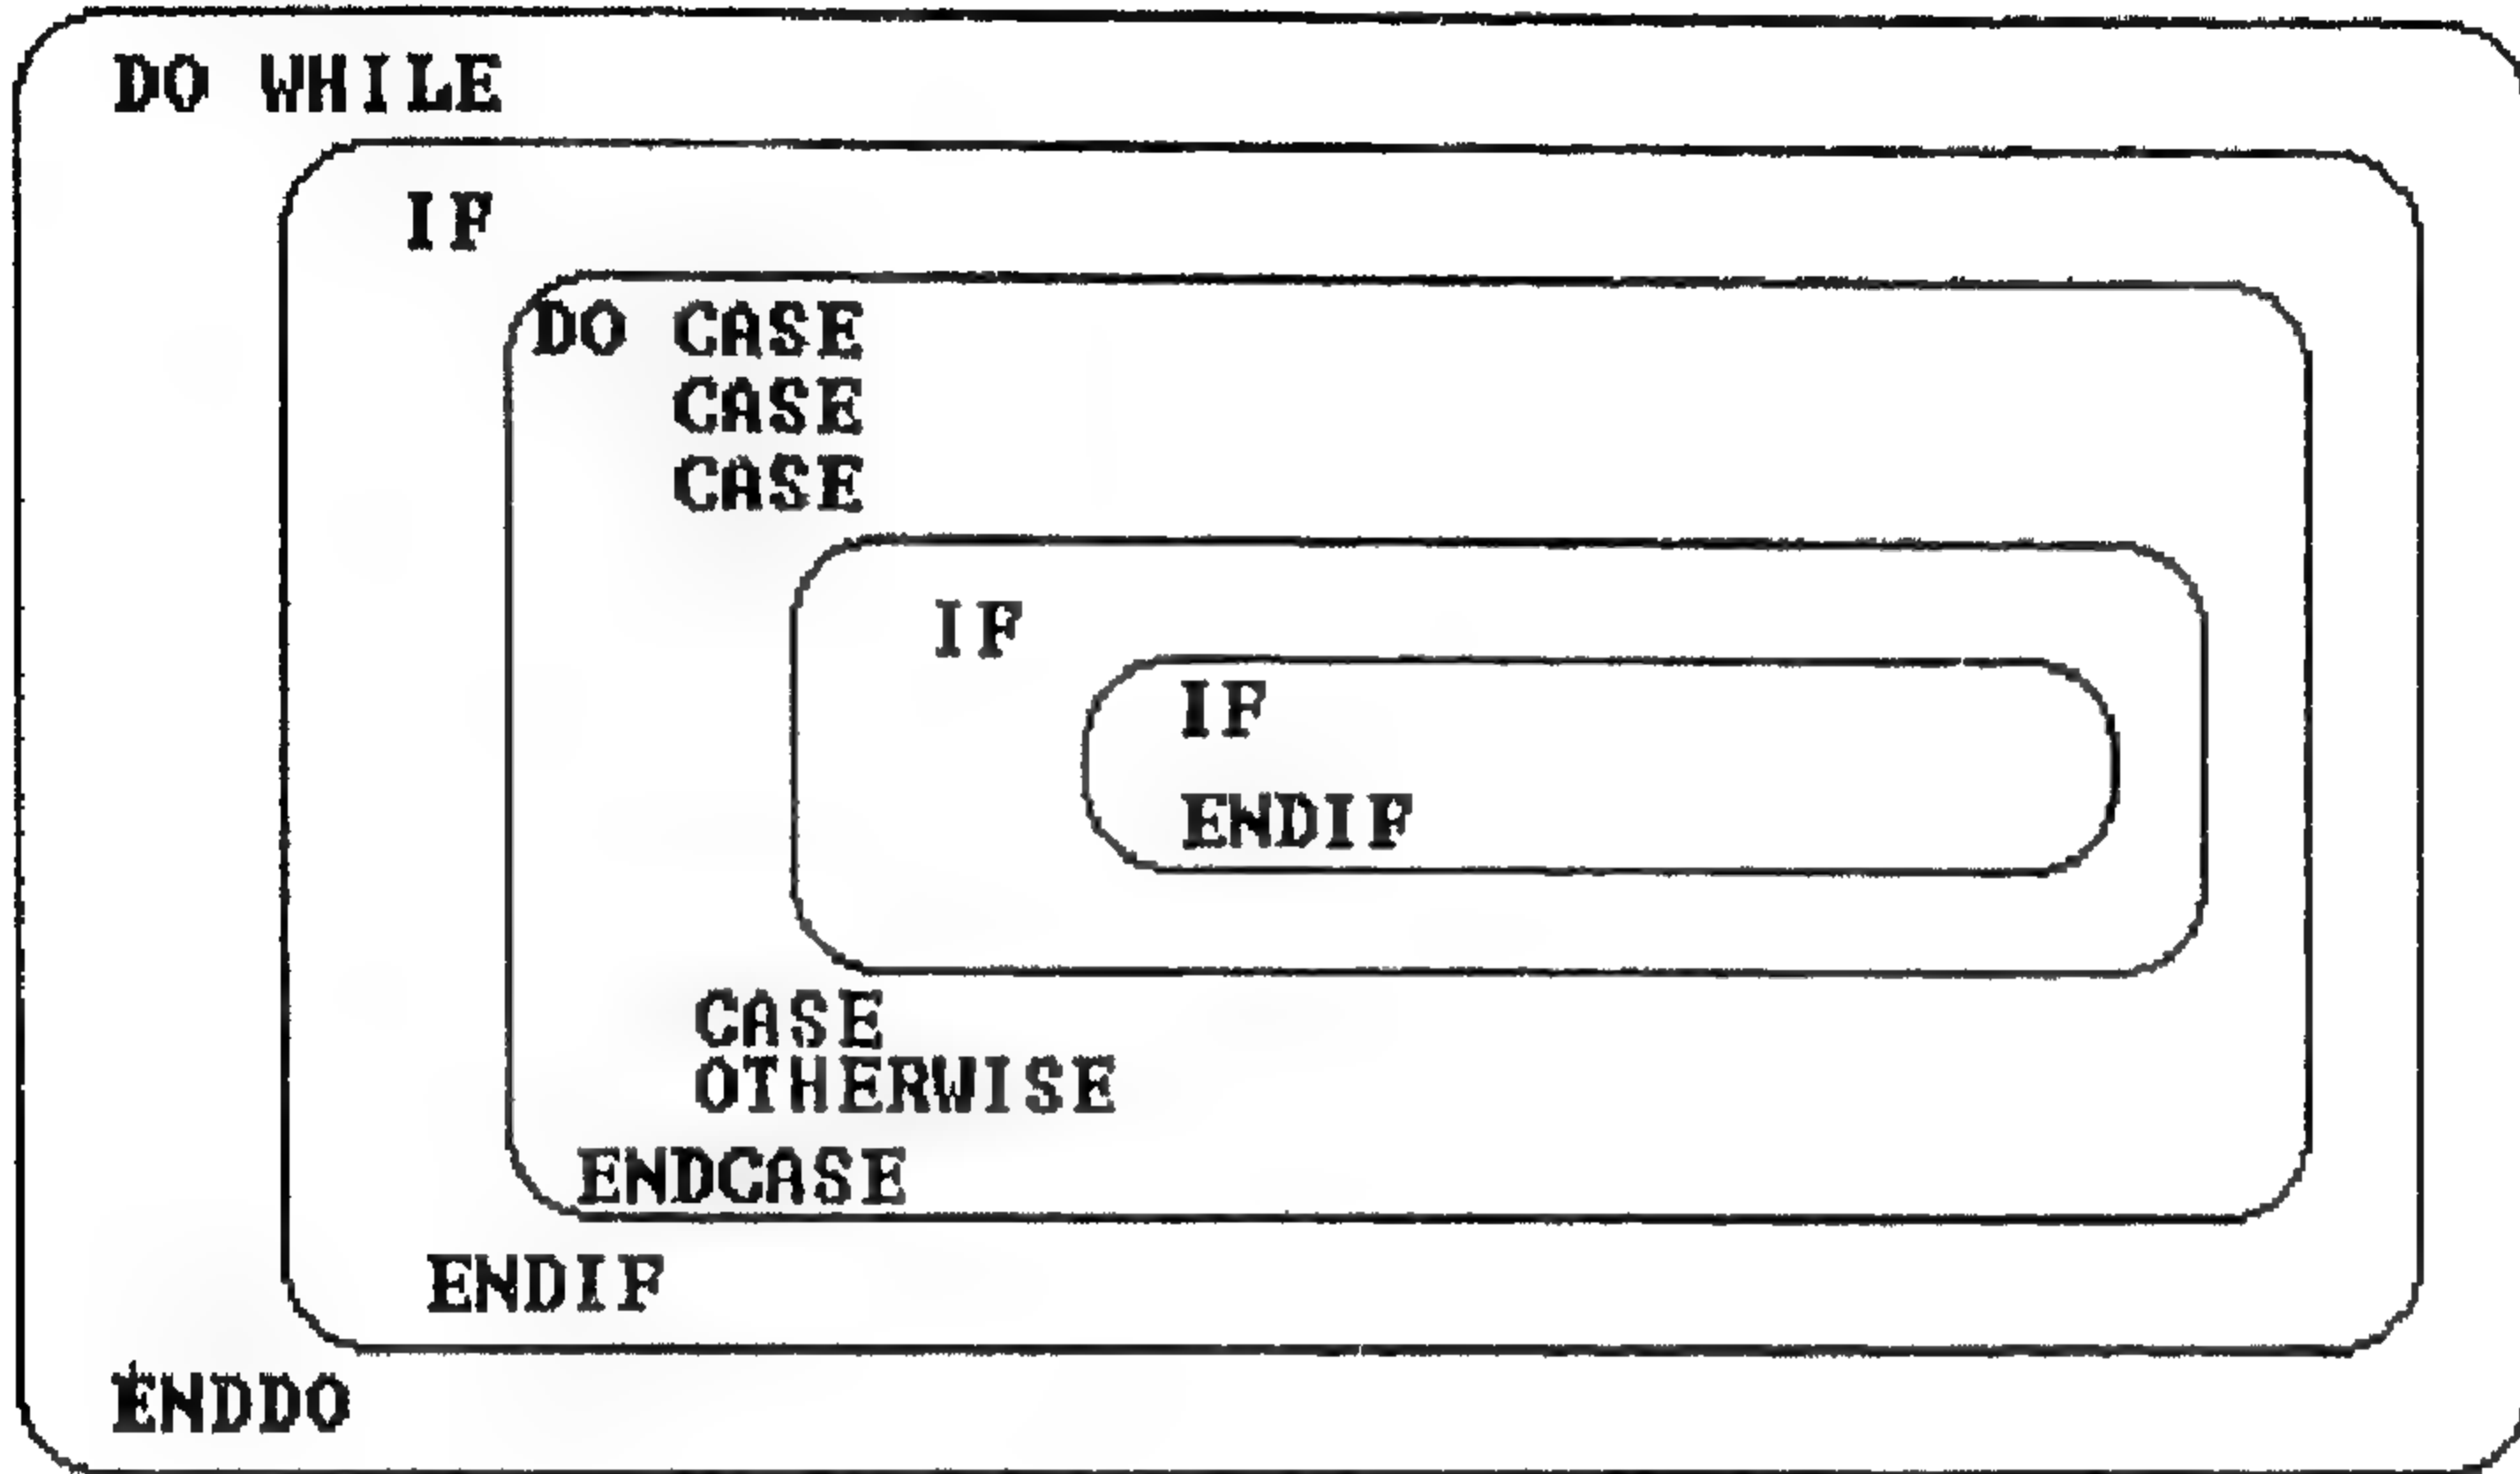 DO WHILE
IF
DO CASE
CASE
CASE
IF
IF
ENDIF
CASE
OTHERWISE
ENDCASE
ENDIF
ENDDO